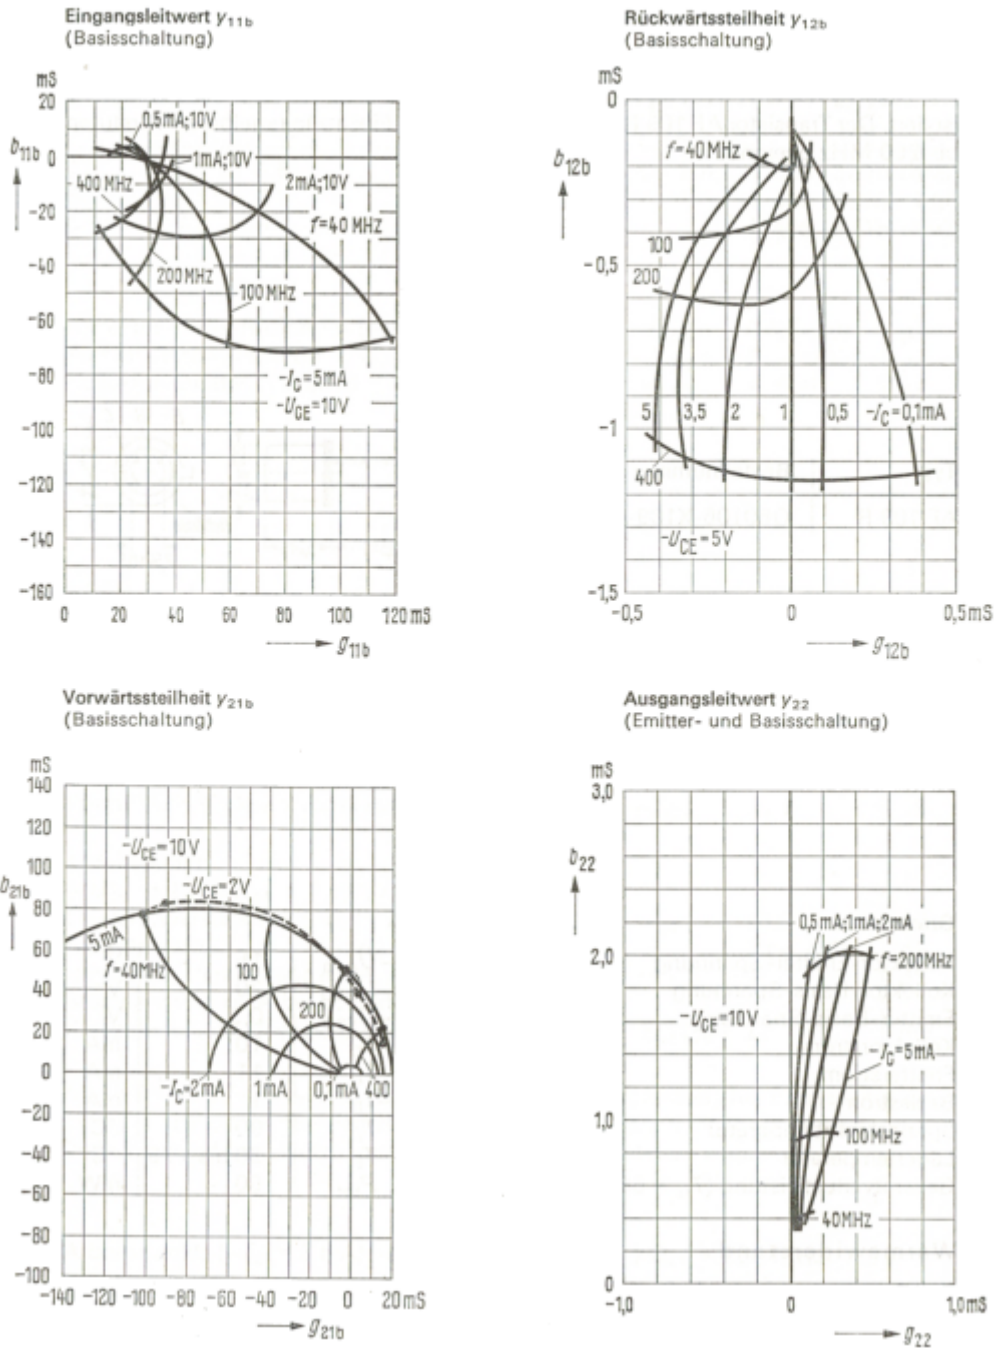 Eingangsleitwert y11b
(Basisschaltung)
mS
20
0
-20
-40
-60
-80
-100
-120
-140
-160
b11b
0,5mA;10V
1mA;10V
2mA;10V
400 MHz
f=40 MHz
200 MHz
100 MHz
-IC=5mA
-UCE=10V
0 20 40 60 80 100 120 mS
g11b
Rückwärtssteilheit y12b
(Basisschaltung)
mS
0
-0,5
-1
-1,5
b12b
f=40 MHz
100
200
5 3,5 2 1 0,5 -IC=0,1mA
400
-UCE=5V
-0,5 0 0,5 mS
g12b
Vorwärtssteilheit y21b
(Basisschaltung)
mS
140
120
100
80
60
40
20
0
-20
-40
-60
-80
-100
b21b
-UCE=10V
-UCE=2V
5mA
f=40MHz
100
200
-IC=2mA 1mA 0,1mA 400
-140 -120 -100 -80 -60 -40 -20 0 20 mS
g21b
Ausgangsleitwert y22
(Emitter- und Basisschaltung)
mS
3,0
2,0
1,0
0
b22
0,5mA;1mA;2mA
f=200MHz
-UCE=10V
-IC=5mA
100MHz
40MHz
-1,0 0 1,0 mS
g22